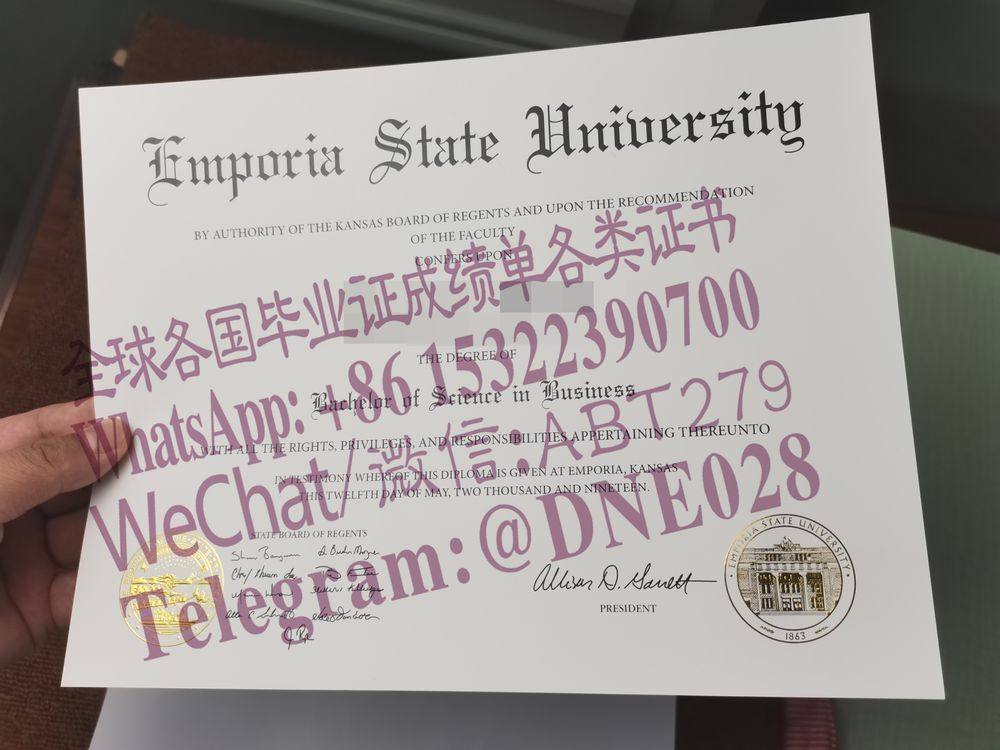 Emporia State University
BY AUTHORITY OF THE KANSAS BOARD OF REGENTS AND UPON THE RECOMMENDATION
OF THE FACULTY
CONFERS UPON
全球各国毕业证成绩单各类证书
WhatsApp: +86 15322390700
THE DEGREE OF
Bachelor of Science in Business
WITH ALL THE RIGHTS, PRIVILEGES, AND RESPONSIBILITIES APPERTAINING THEREUNTO
WeChat/微信:ABT279
IN TESTIMONY WHEREOF THIS DIPLOMA IS GIVEN AT EMPORIA, KANSAS
THIS TWELFTH DAY OF MAY, TWO THOUSAND AND NINETEEN.
Telegram:@DNE028
STATE BOARD OF REGENTS
Allison D. Garrett
PRESIDENT
EMPORIA STATE UNIVERSITY
1863